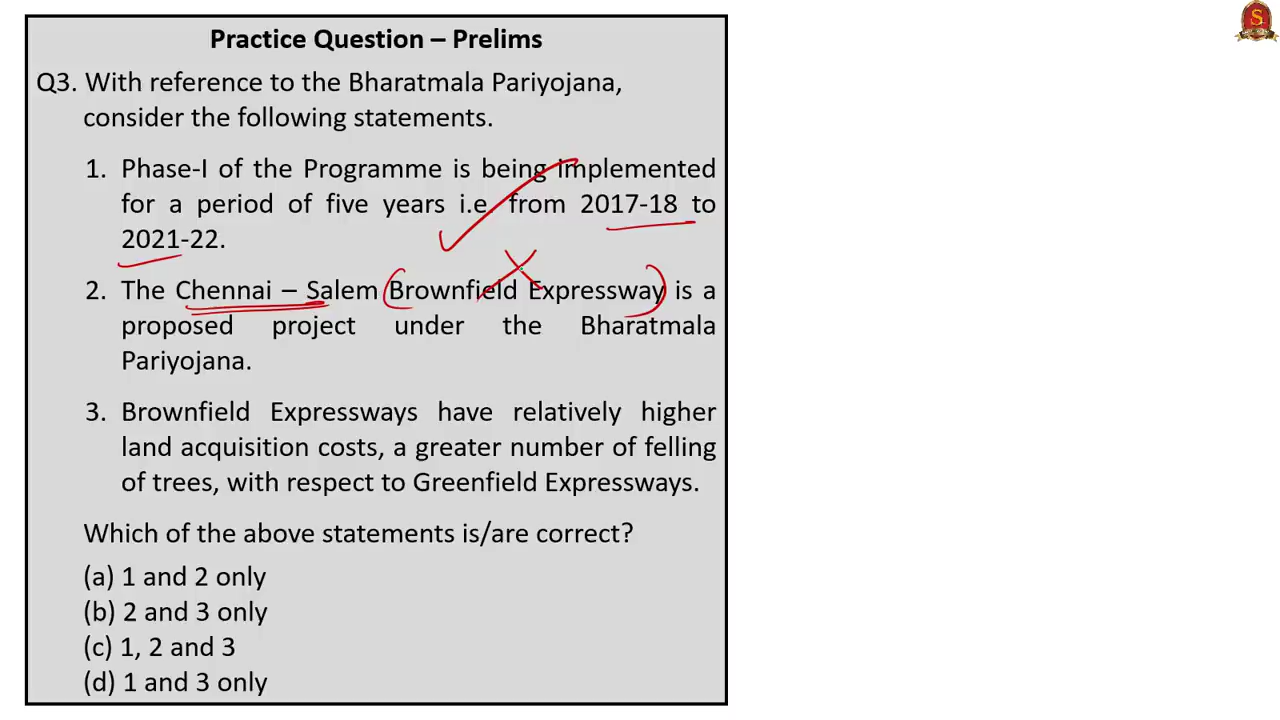 Practice Question – Prelims
Q3. With reference to the Bharatmala Pariyojana,
consider the following statements.
1. Phase-I of the Programme is being implemented
for a period of five years i.e. from 2017-18 to
2021-22.
2. The Chennai – Salem Brownfield Expressway is a
proposed project under the Bharatmala
Pariyojana.
3. Brownfield Expressways have relatively higher
land acquisition costs, a greater number of felling
of trees, with respect to Greenfield Expressways.
Which of the above statements is/are correct?
(a) 1 and 2 only
(b) 2 and 3 only
(c) 1, 2 and 3
(d) 1 and 3 only
S